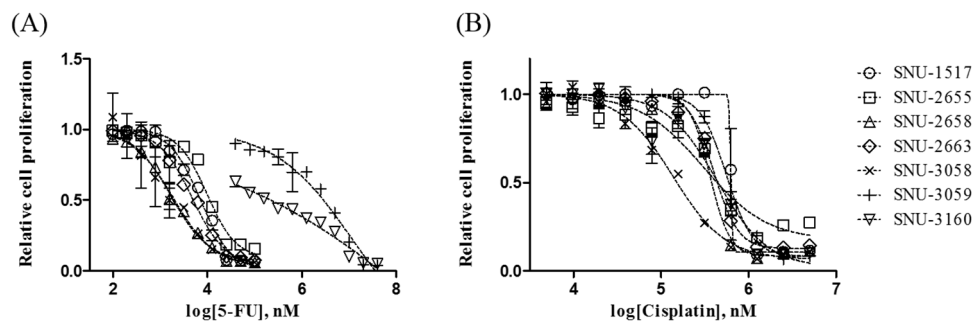 (A)
Relative cell proliferation
1.5
1.0
0.5
0.0
2
4
6
8
log[5-FU], nM
(B)
Relative cell proliferation
1.0
0.5
0.0
4
5
6
7
log[Cisplatin], nM
SNU-1517
SNU-2655
SNU-2658
SNU-2663
SNU-3058
SNU-3059
SNU-3160